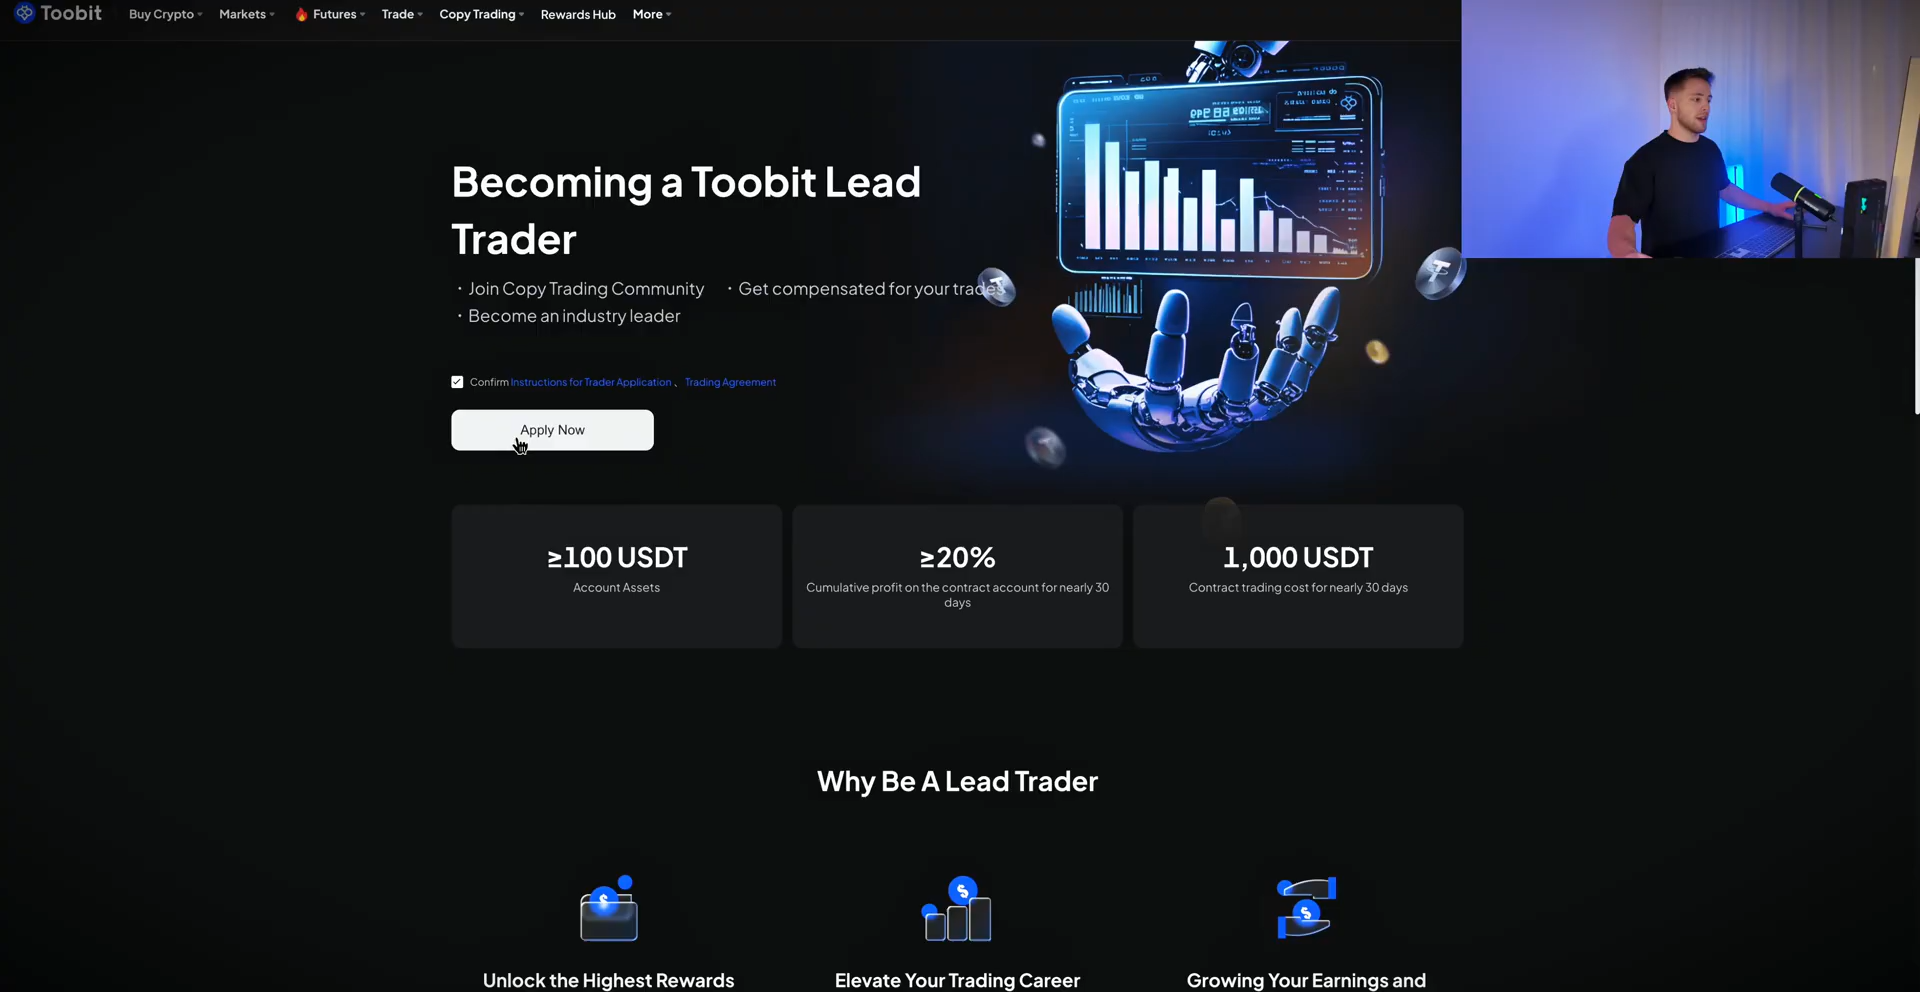 Toobit
Buy Crypto
Markets
Futures
Trade
Copy Trading
Rewards Hub
More
Becoming a Toobit Lead
Trader
· Join Copy Trading Community
· Get compensated for your trades
· Become an industry leader
Confirm Instructions for Trader Application 、 Trading Agreement
Apply Now
≥100 USDT
Account Assets
≥20%
Cumulative profit on the contract account for nearly 30
days
1,000 USDT
Contract trading cost for nearly 30 days
Why Be A Lead Trader
Unlock the Highest Rewards
Elevate Your Trading Career
Growing Your Earnings and